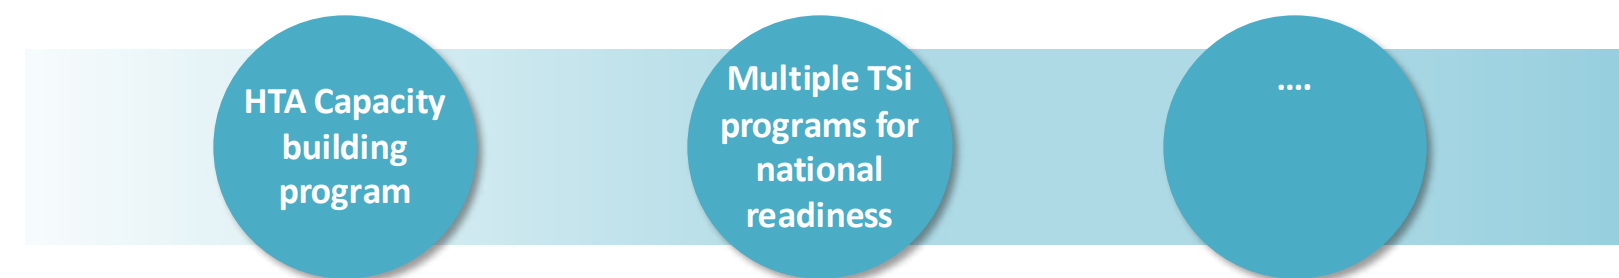 HTA Capacity
building
program
Multiple TSi
programs for
national
readiness
....